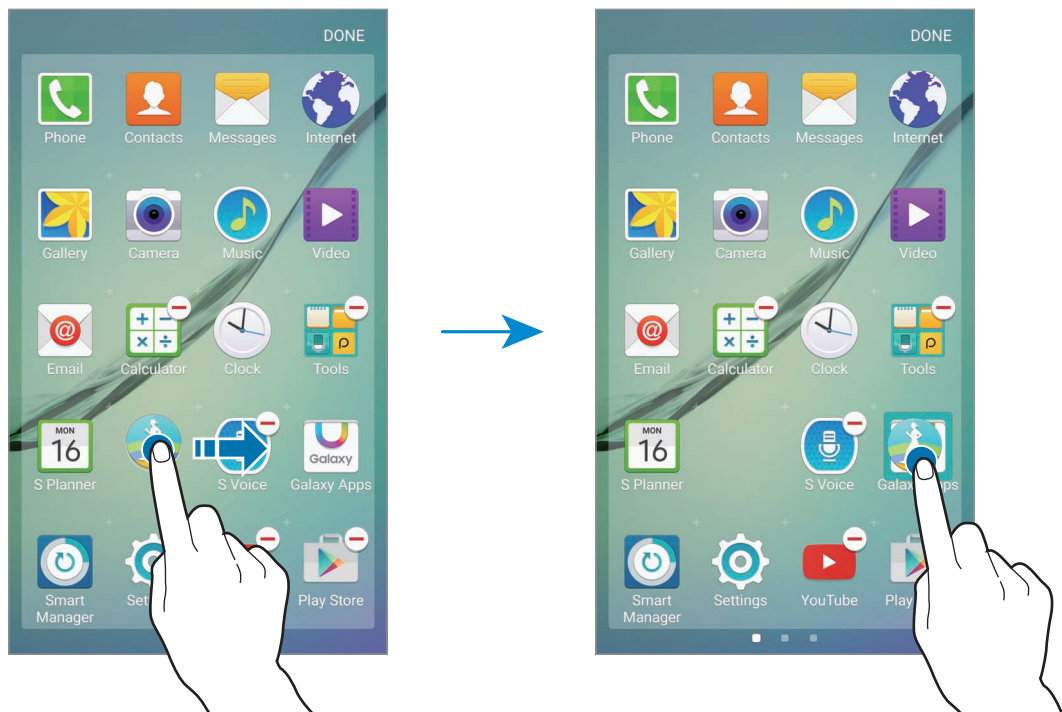 DONE
Phone Contacts Messages Internet
Gallery Camera Music Video
Email Calculator Clock Tools
MON
16
Galaxy
S Planner S Voice Galaxy Apps
Smart
Manager
Play Store
DONE
Phone Contacts Messages Internet
Gallery Camera Music Video
Email Calculator Clock Tools
MON
16
S Planner S Voice
Smart
Manager
Settings YouTube
Play